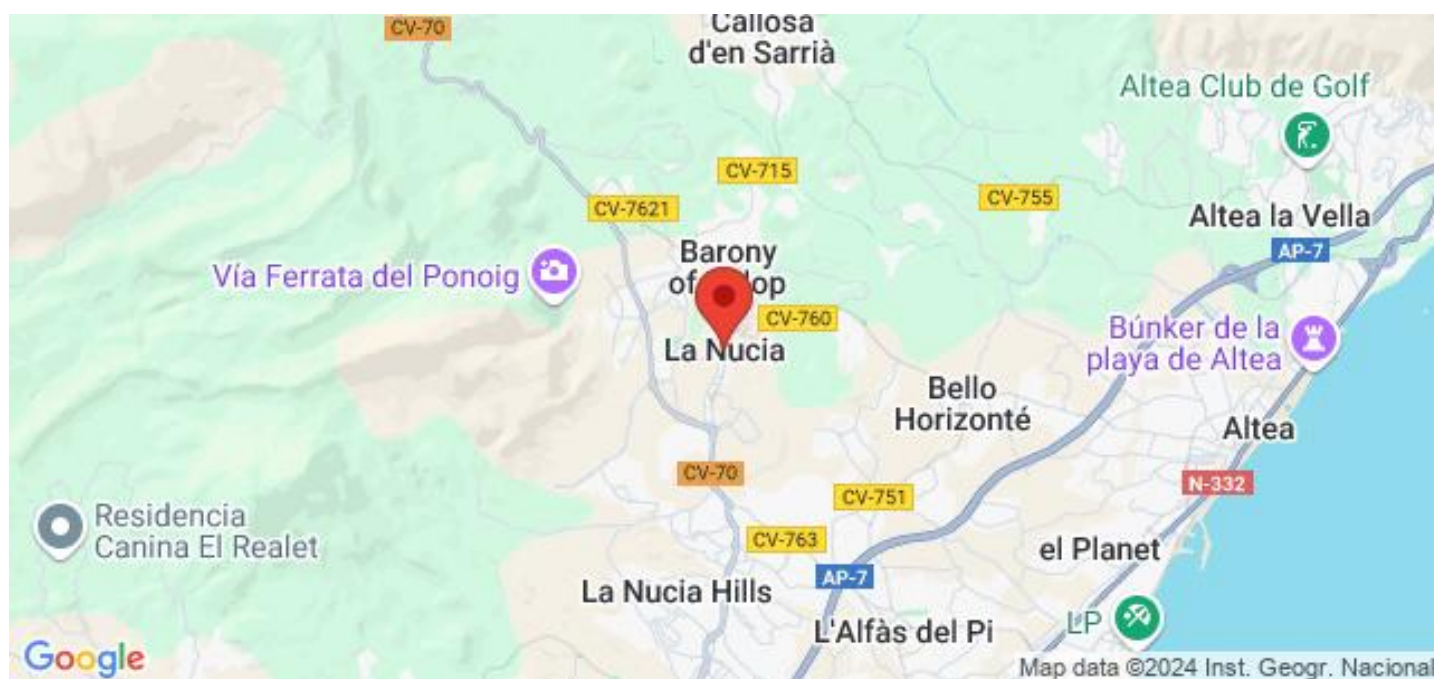 CV-70
Callosa
d'en Sarrià
Altea Club de Golf
CV-715
CV-7621
CV-755
Altea la Vella
AP-7
Barony
Vía Ferrata del Ponoig
CV-760
La Nucia
Búnker de la
playa de Altea
Bello
Horizonté
Altea
CV-70
N-332
CV-751
Residencia
Canina El Realet
CV-763
el Planet
AP-7
La Nucia Hills
L'Alfàs del Pi
LP
Google
Map data ©2024 Inst. Geogr. Nacional